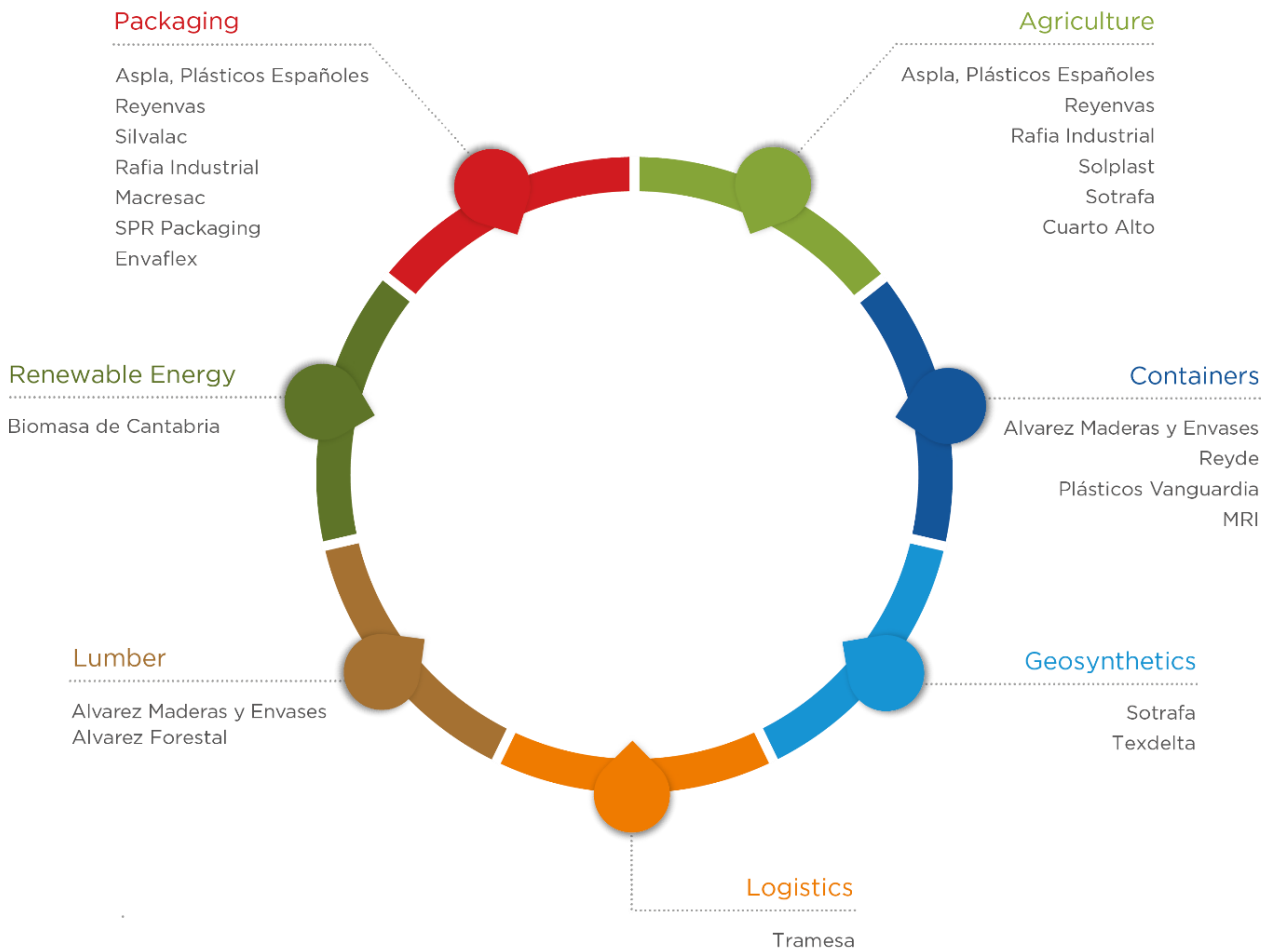 Packaging
Aspla, Plásticos Españoles
Reyenvas
Silvalac
Rafia Industrial
Macresac
SPR Packaging
Envaflex
Agriculture
Aspla, Plásticos Españoles
Reyenvas
Rafia Industrial
Solplast
Sotrafa
Cuarto Alto
Renewable Energy
Biomasa de Cantabria
Containers
Alvarez Maderas y Envases
Reyde
Plásticos Vanguardia
MRI
Lumber
Alvarez Maderas y Envases
Alvarez Forestal
Geosynthetics
Sotrafa
Texdelta
Logistics
Tramesa